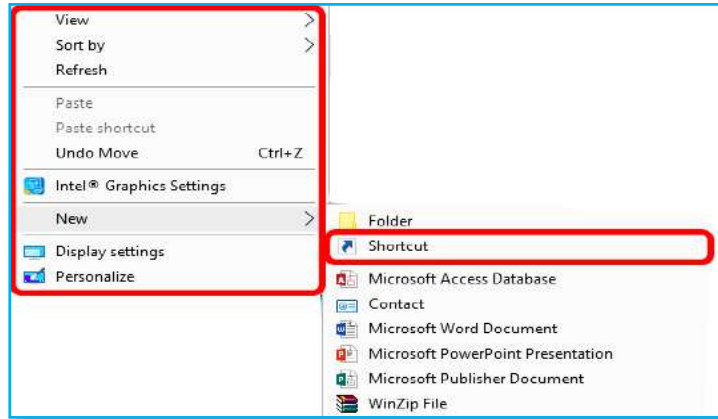 View
Sort by
Refresh
Paste
Paste shortcut
Undo Move Ctrl+Z
Intel® Graphics Settings
New
Display settings
Personalize
Folder
Shortcut
Microsoft Access Database
Contact
Microsoft Word Document
Microsoft PowerPoint Presentation
Microsoft Publisher Document
WinZip File